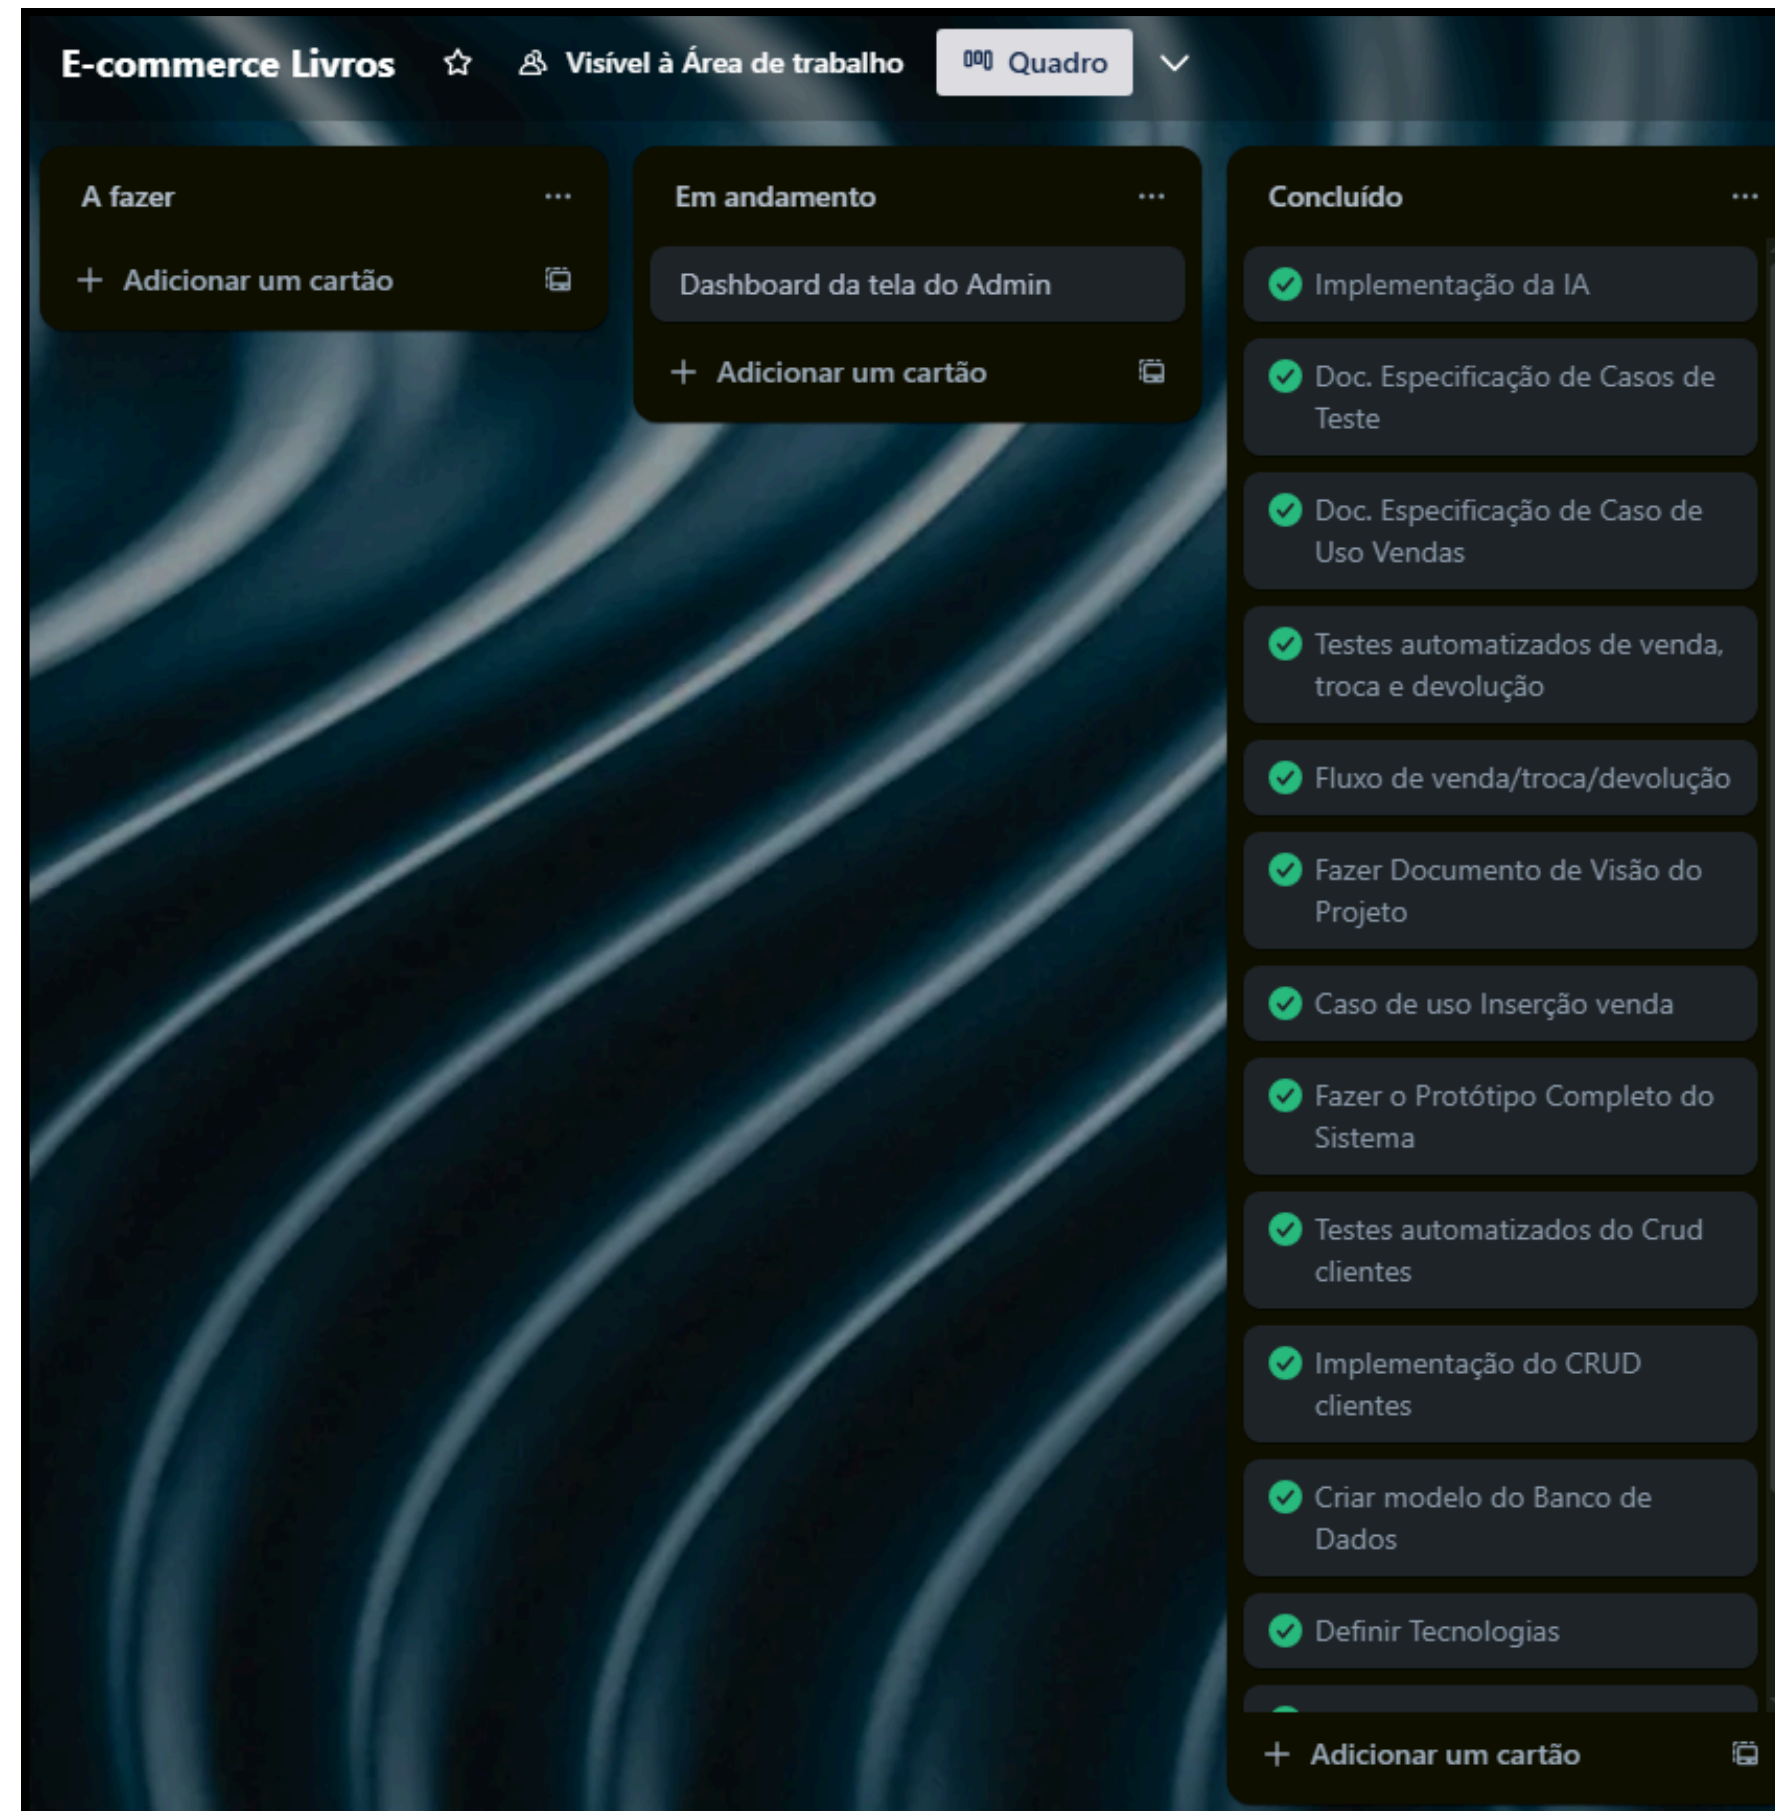 E-commerce Livros
Visível à Área de trabalho
Quadro
A fazer
Adicionar um cartão
Em andamento
Dashboard da tela do Admin
Adicionar um cartão
Concluído
Implementação da IA
Doc. Especificação de Casos de
Teste
Doc. Especificação de Caso de
Uso Vendas
Testes automatizados de venda,
troca e devolução
Fluxo de venda/troca/devolução
Fazer Documento de Visão do
Projeto
Caso de uso Inserção venda
Fazer o Protótipo Completo do
Sistema
Testes automatizados do Crud
clientes
Implementação do CRUD
clientes
Criar modelo do Banco de
Dados
Definir Tecnologias
Adicionar um cartão